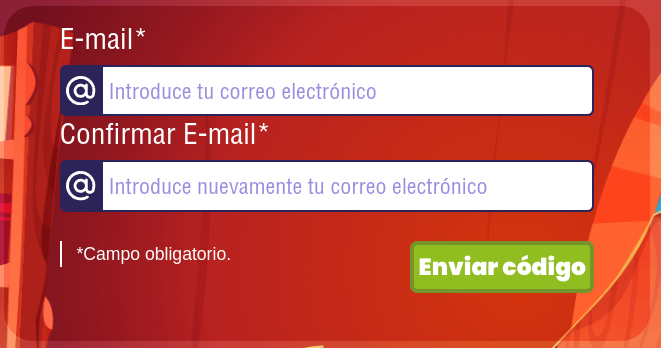 E-mail*
@ Introduce tu correo electrónico
Confirmar E-mail*
@ Introduce nuevamente tu correo electrónico
*Campo obligatorio.
Enviar código